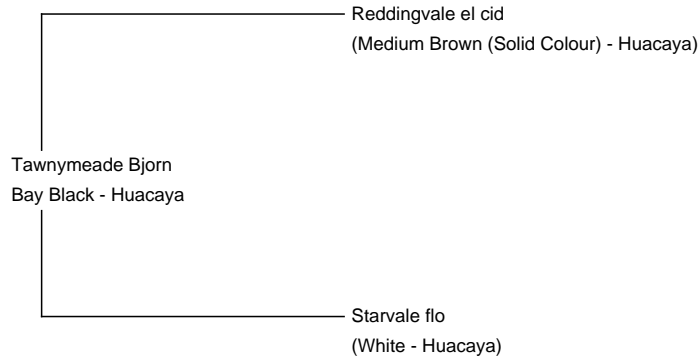 Reddingvale el cid
(Medium Brown (Solid Colour) - Huacaya)
Tawnymeade Bjorn
Bay Black - Huacaya
Starvale flo
(White - Huacaya)